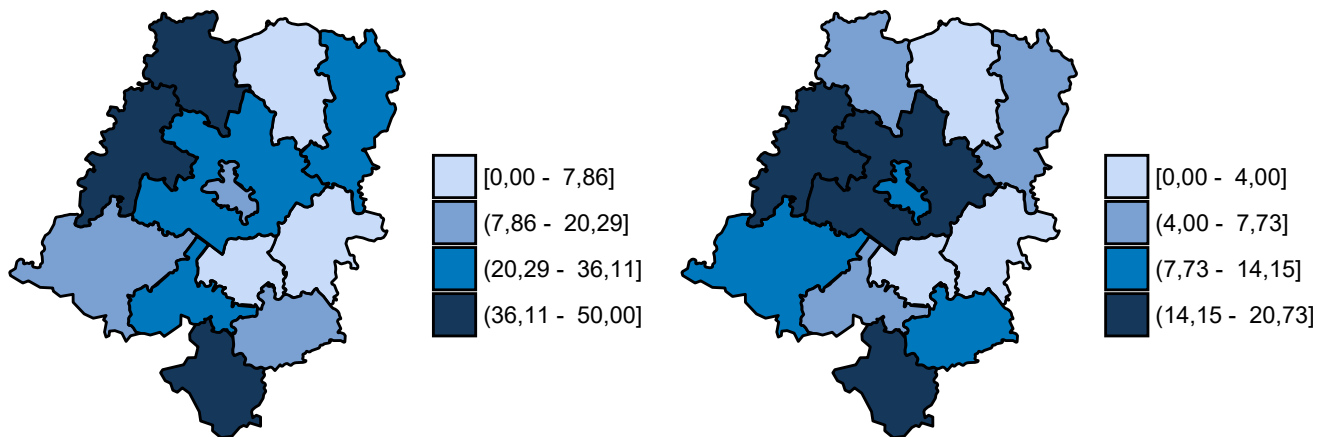 [0,00 - 7,86]
(7,86 - 20,29]
(20,29 - 36,11]
(36,11 - 50,00]
[0,00 - 4,00]
(4,00 - 7,73]
(7,73 - 14,15]
(14,15 - 20,73]